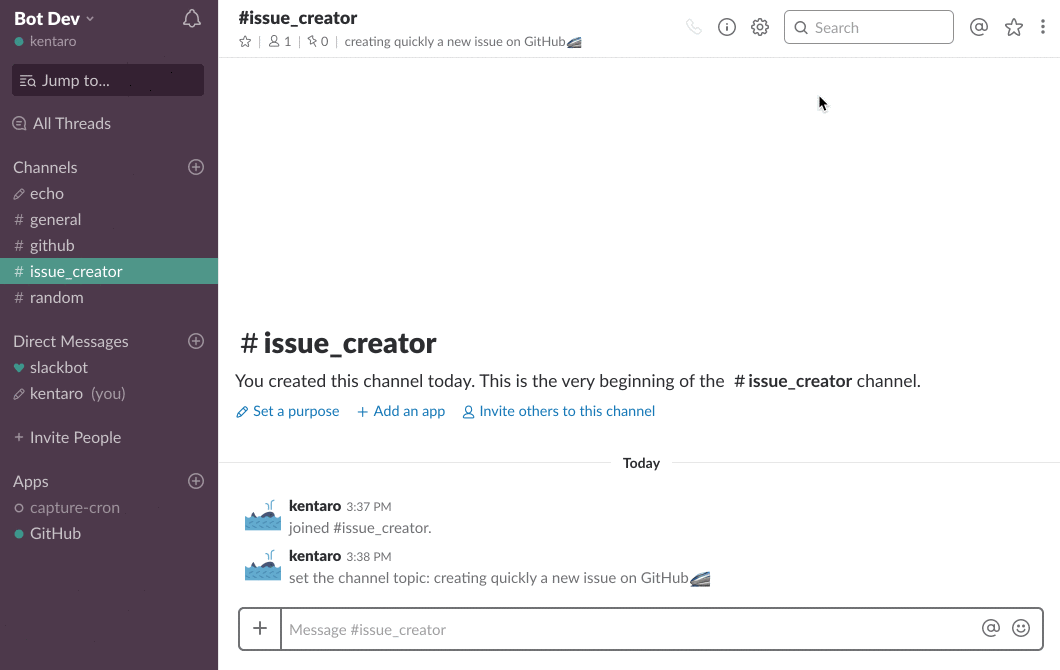 Bot Dev
kentaro
Jump to...
All Threads
Channels
echo
# general
# github
# issue_creator
# random
Direct Messages
slackbot
kentaro (you)
+ Invite People
Apps
capture-cron
GitHub
#issue_creator
1 | 0 | creating quickly a new issue on GitHub🚄
Search
# issue_creator
You created this channel today. This is the very beginning of the # issue_creator channel.
Set a purpose + Add an app Invite others to this channel
Today
kentaro 3:37 PM
joined #issue_creator.
kentaro 3:38 PM
set the channel topic: creating quickly a new issue on GitHub🚄
+ Message #issue_creator